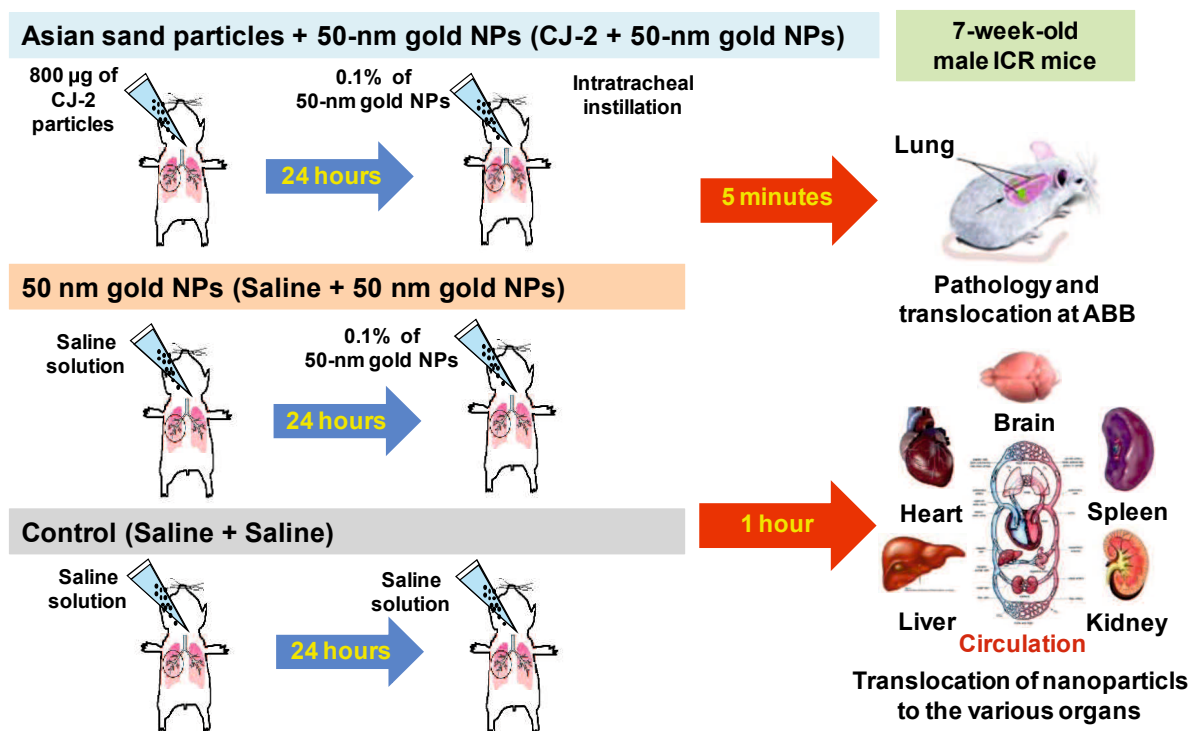 Asian sand particles + 50-nm gold NPs (CJ-2 + 50-nm gold NPs)
7-week-old
male ICR mice
800 µg of
CJ-2
particles
0.1% of
50-nm gold NPs
Intratracheal
instillation
24 hours
5 minutes
Lung
Pathology and
translocation at ABB
50 nm gold NPs (Saline + 50 nm gold NPs)
Saline
solution
0.1% of
50-nm gold NPs
24 hours
Control (Saline + Saline)
Saline
solution
Saline
solution
24 hours
1 hour
Brain
Heart
Spleen
Liver
Kidney
Circulation
Translocation of nanoparticls
to the various organs